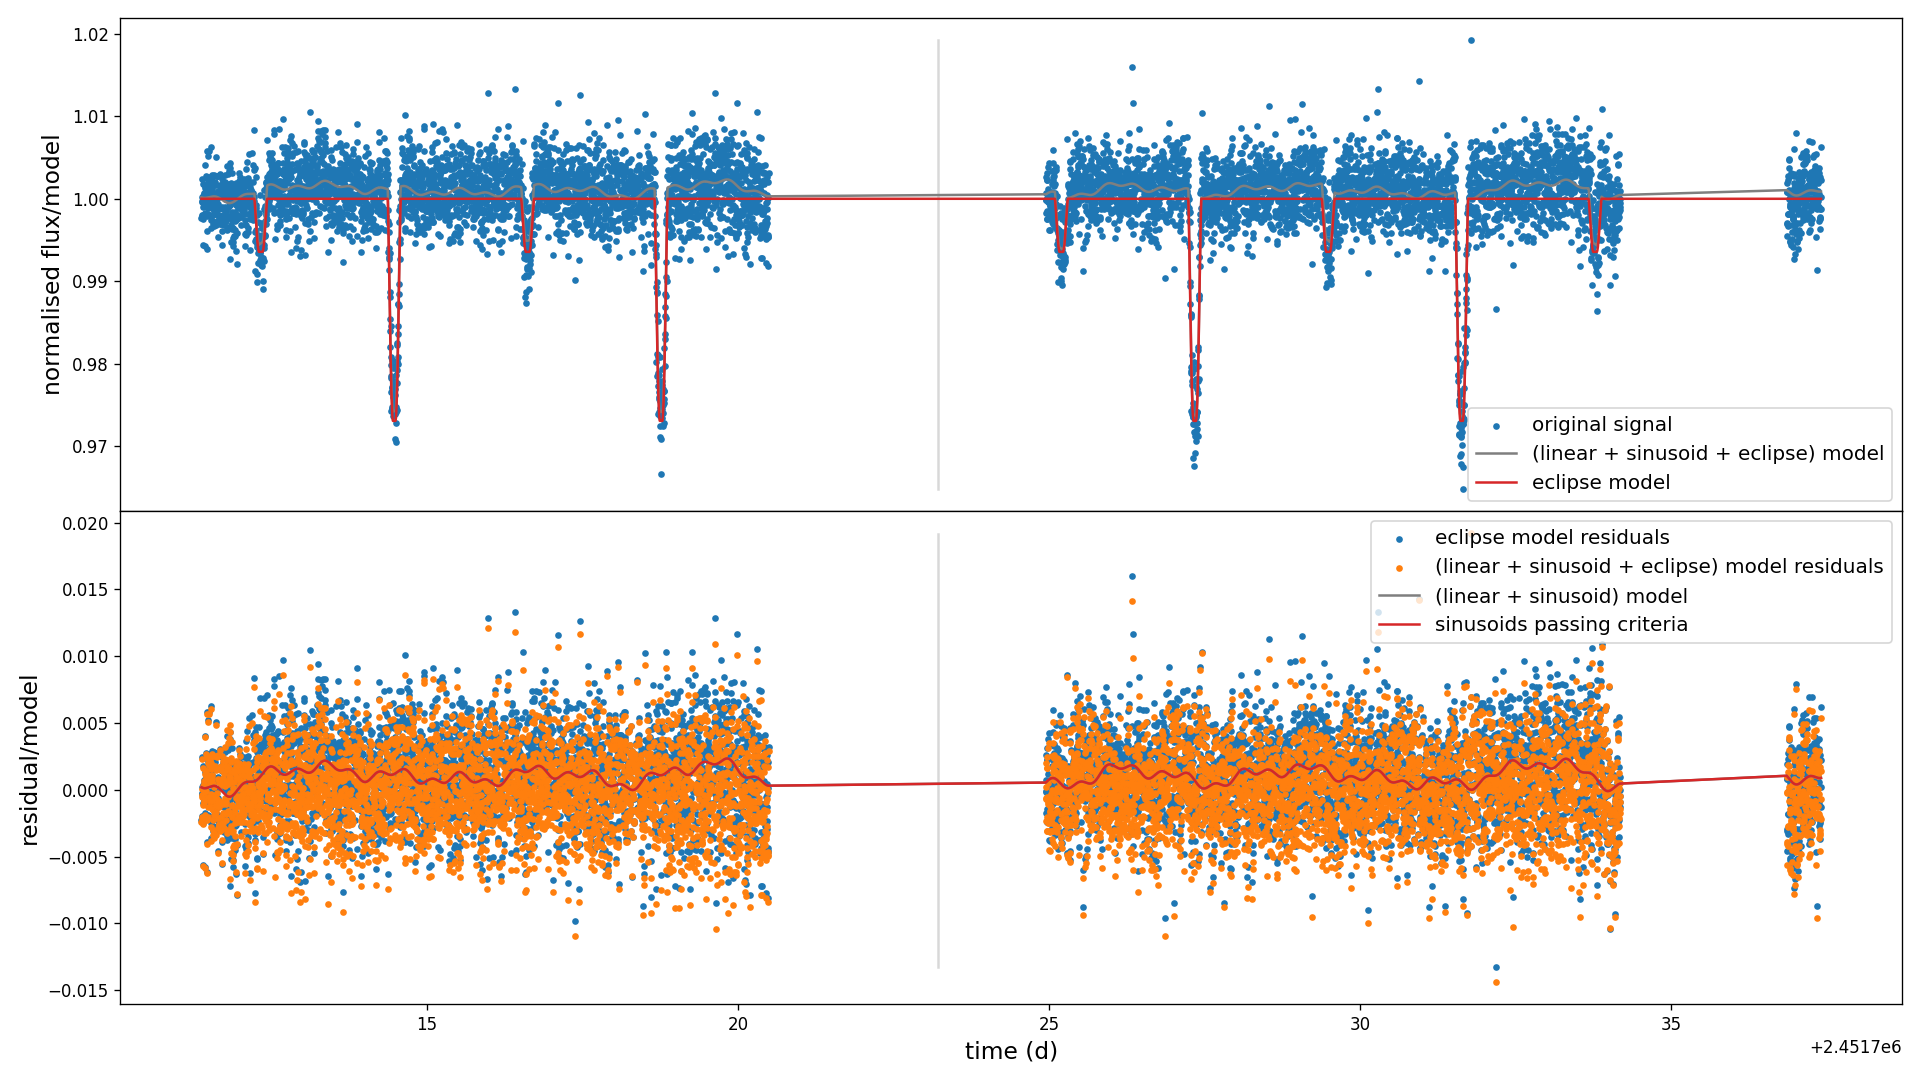 normalised flux/model
1.02
1.01
1.00
0.99
0.98
0.97
original signal
(linear + sinusoid + eclipse) model
eclipse model
residual/model
0.020
0.015
0.010
0.005
0.000
−0.005
−0.010
−0.015
eclipse model residuals
(linear + sinusoid + eclipse) model residuals
(linear + sinusoid) model
sinusoids passing criteria
15
20
25
30
35
time (d)
+2.4517e6